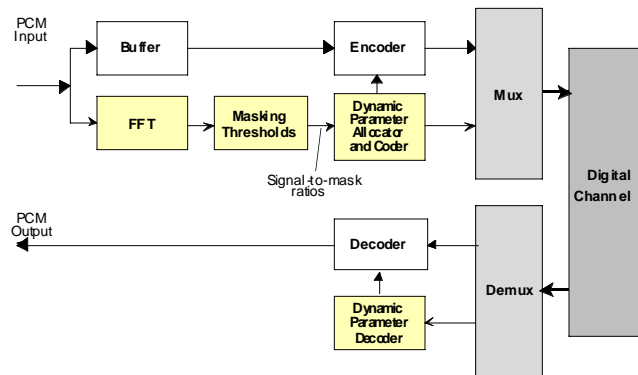 PCM
Input
Buffer
Encoder
Mux
FFT
Masking
Thresholds
Dynamic
Parameter
Allocator
and Coder
Signal-to-mask
ratios
Digital
Channel
PCM
Output
Decoder
Demux
Dynamic
Parameter
Decoder